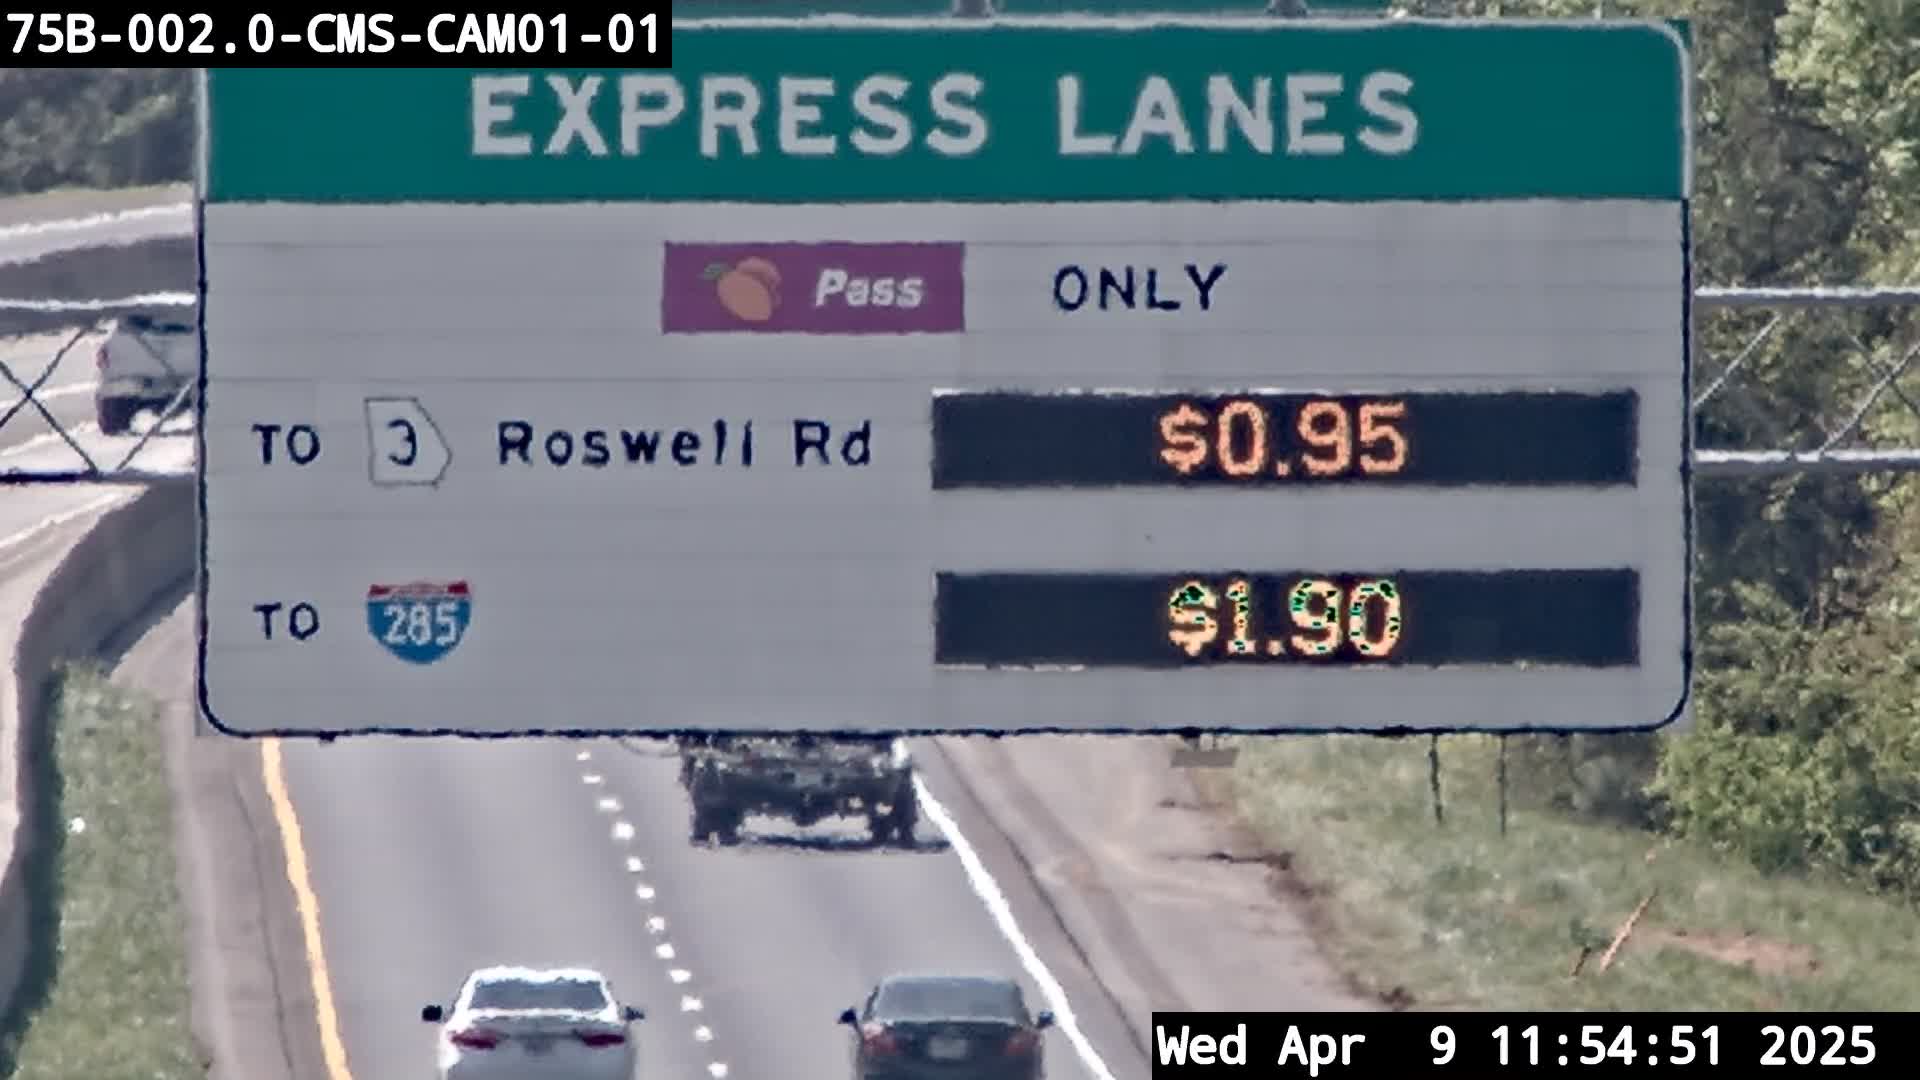 75B-002.0-CMS-CAM01-01
EXPRESS LANES
Pass ONLY
TO 3 Roswell Rd $0.95
TO 285 $1.90
Wed Apr 9 11:54:51 2025